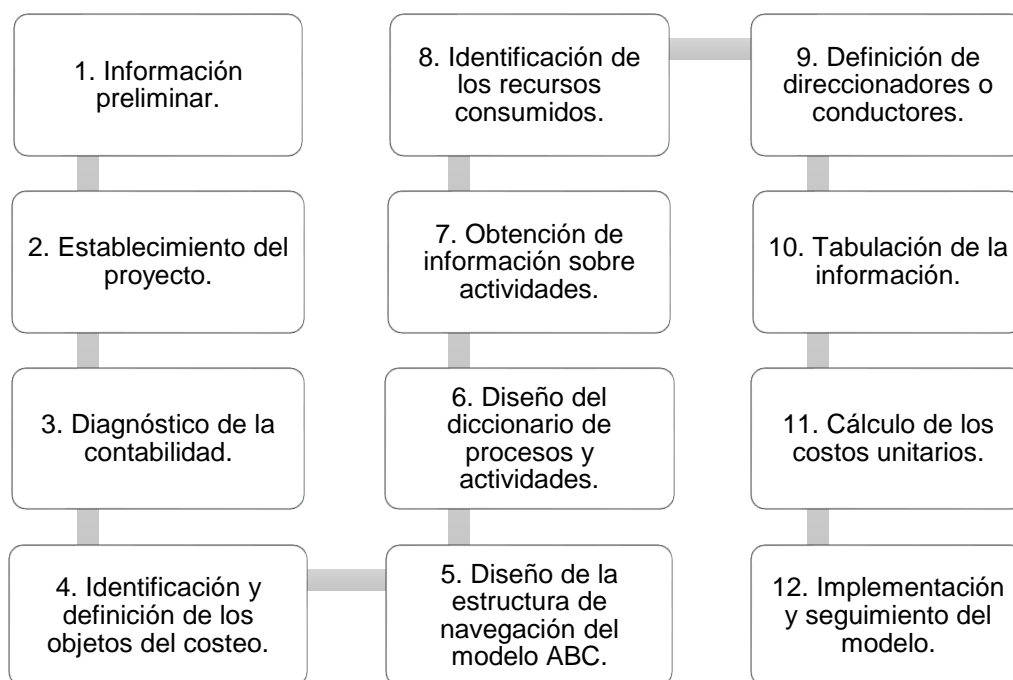 1. Información
preliminar.
2. Establecimiento del
proyecto.
3. Diagnóstico de la
contabilidad.
4. Identificación y
definición de los
objetos del costeo.
5. Diseño de la
estructura de
navegación del
modelo ABC.
6. Diseño del
diccionario de
procesos y
actividades.
7. Obtención de
información sobre
actividades.
8. Identificación de
los recursos
consumidos.
9. Definición de
direccionadores o
conductores.
10. Tabulación de la
información.
11. Cálculo de los
costos unitarios.
12. Implementación
y seguimiento del
modelo.